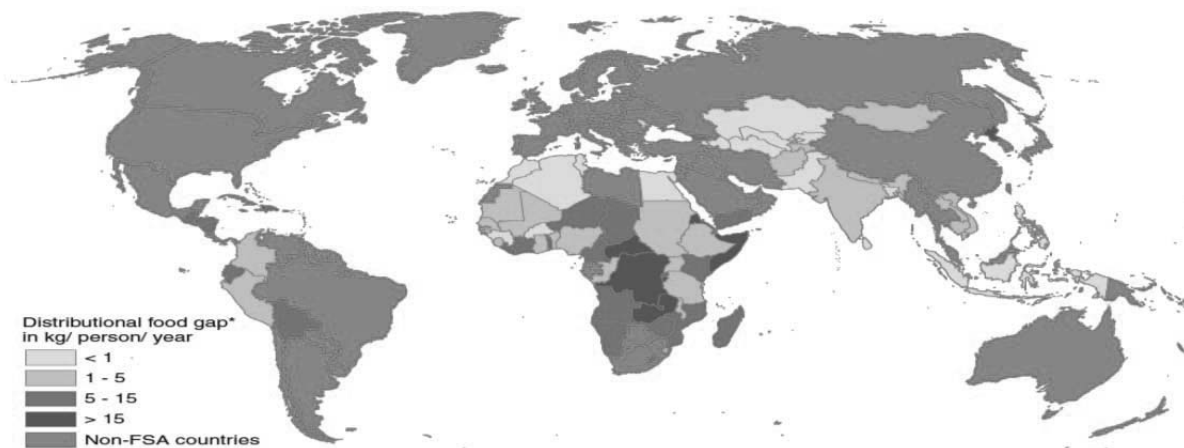 Distributional food gap*
in kg/ person/ year
< 1
1 - 5
5 - 15
> 15
Non-FSA countries